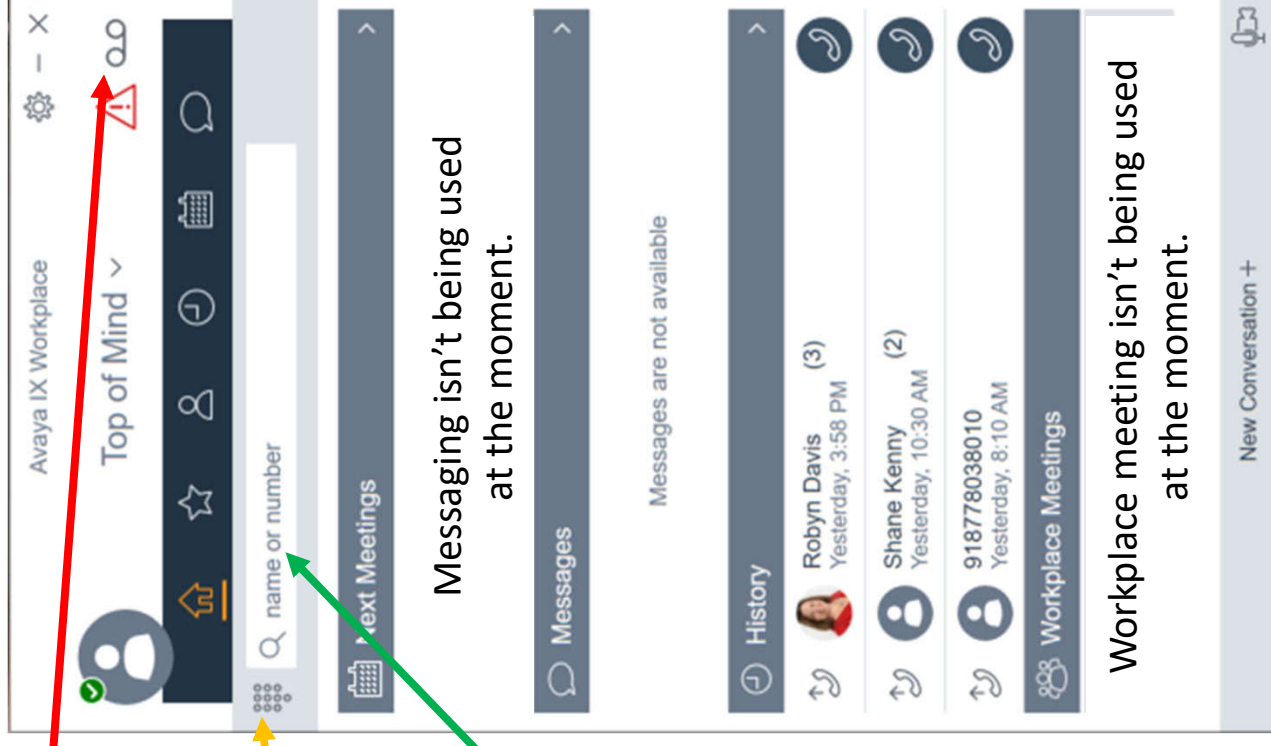 Avaya IX Workplace
Top of Mind
name or number
Next Meetings
Messaging isn't being used
at the moment.
Messages
Messages are not available
History
Robyn Davis (3)
Yesterday, 3:58 PM
Shane Kenny (2)
Yesterday, 10:30 AM
918777803​8010
Yesterday, 8:10 AM
Workplace Meetings
Workplace meeting isn't being used
at the moment.
New Conversation +